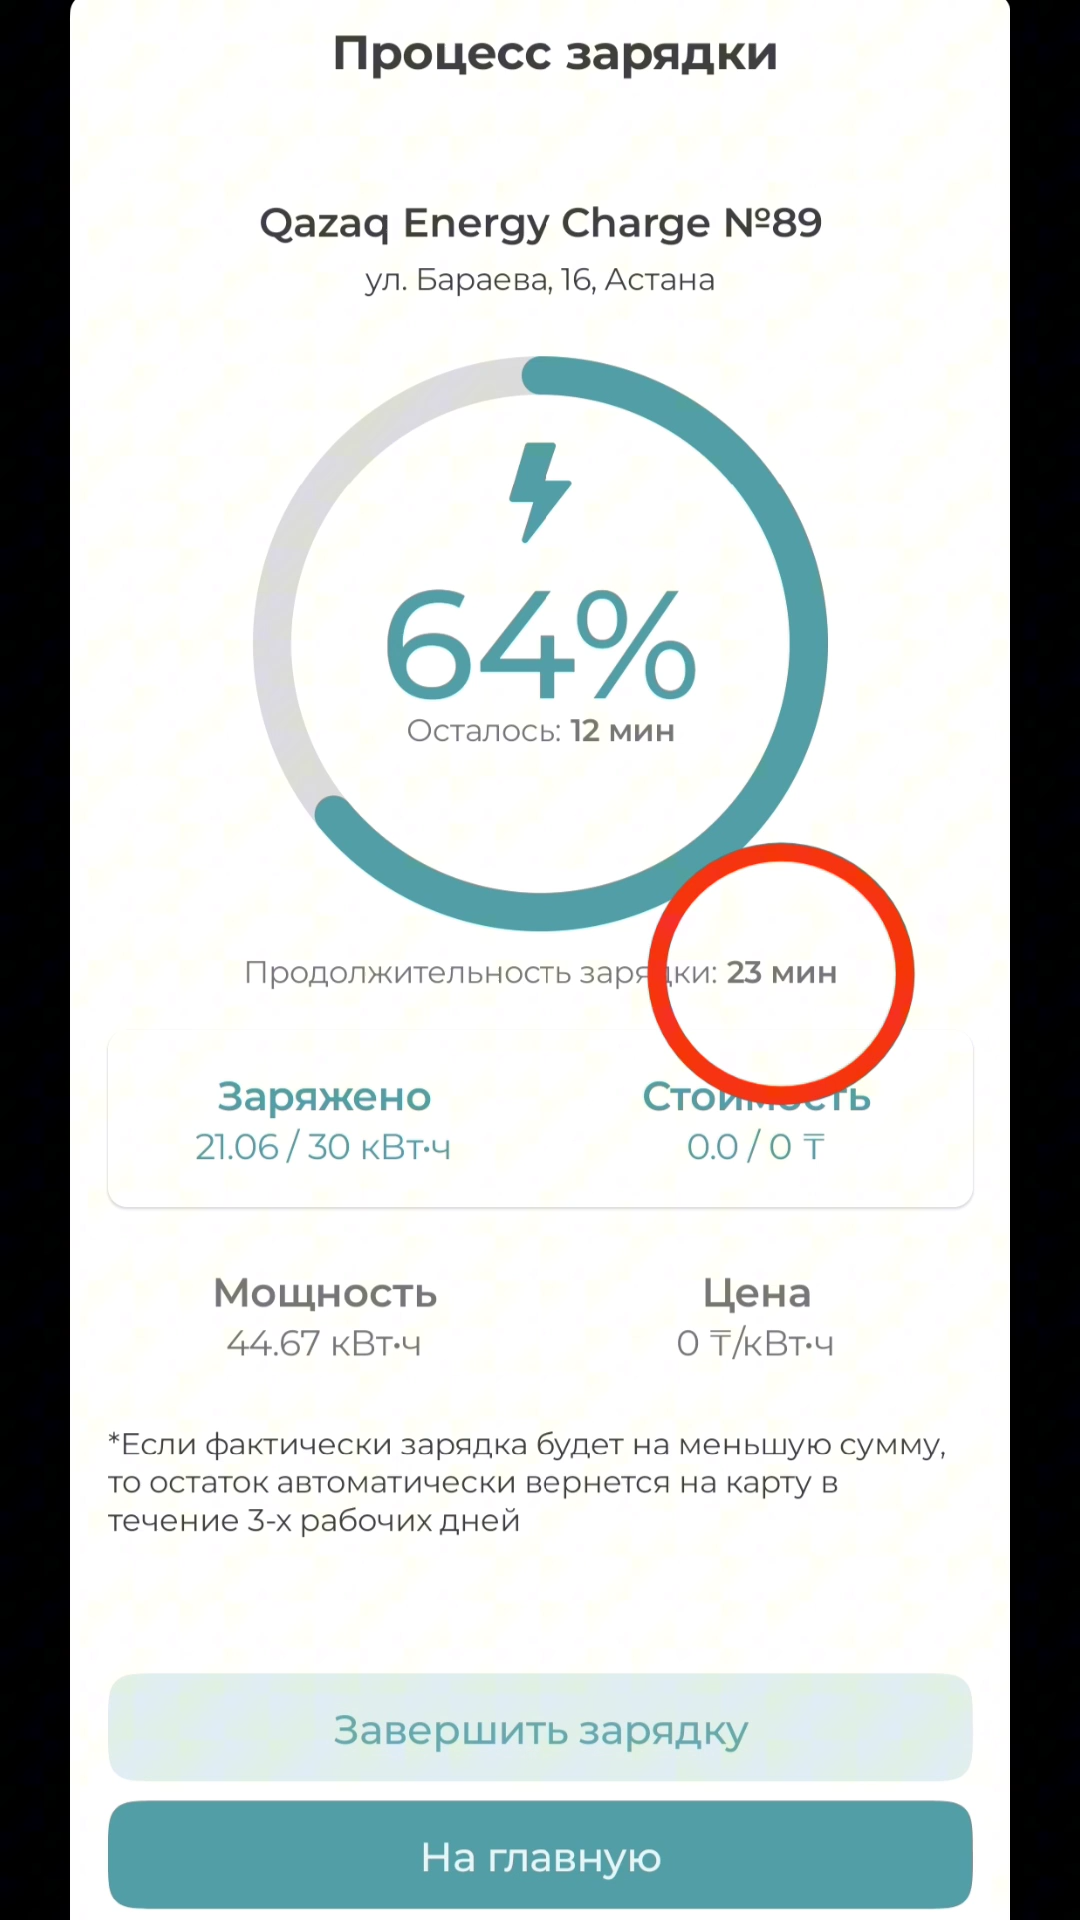 Процесс зарядки
Qazaq Energy Charge №89
ул. Бараева, 16, Астана
64%
Осталось: 12 мин
Продолжительность зарядки: 23 мин
Заряжено
21.06 / 30 кВт·ч
Стоимость
0.0 / 0 ₸
Мощность
44.67 кВт·ч
Цена
0 ₸/кВт·ч
*Если фактически зарядка будет на меньшую сумму,
то остаток автоматически вернется на карту в
течение 3-х рабочих дней
Завершить зарядку
На главную